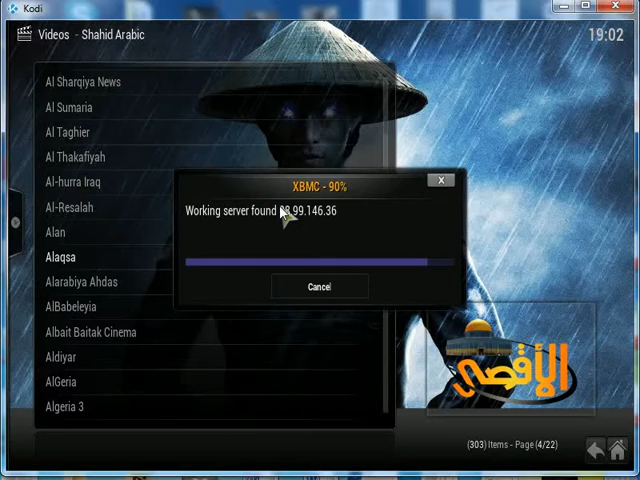 Kodi
Videos - Shahid Arabic
19:02
Al Sharqiya News
Al Sumaria
Al Taghier
Al Thakafiyah
Al-hurra Iraq
Al-Resalah
Alan
Alaqsa
Alarabiya Ahdas
AlBabeleyia
Albait Baitak Cinema
Aldiyar
AlGeria
Algeria 3
XBMC - 90%
X
Working server found 88.99.146.36
Cancel
الأقصى
(303) Items - Page (4/22)